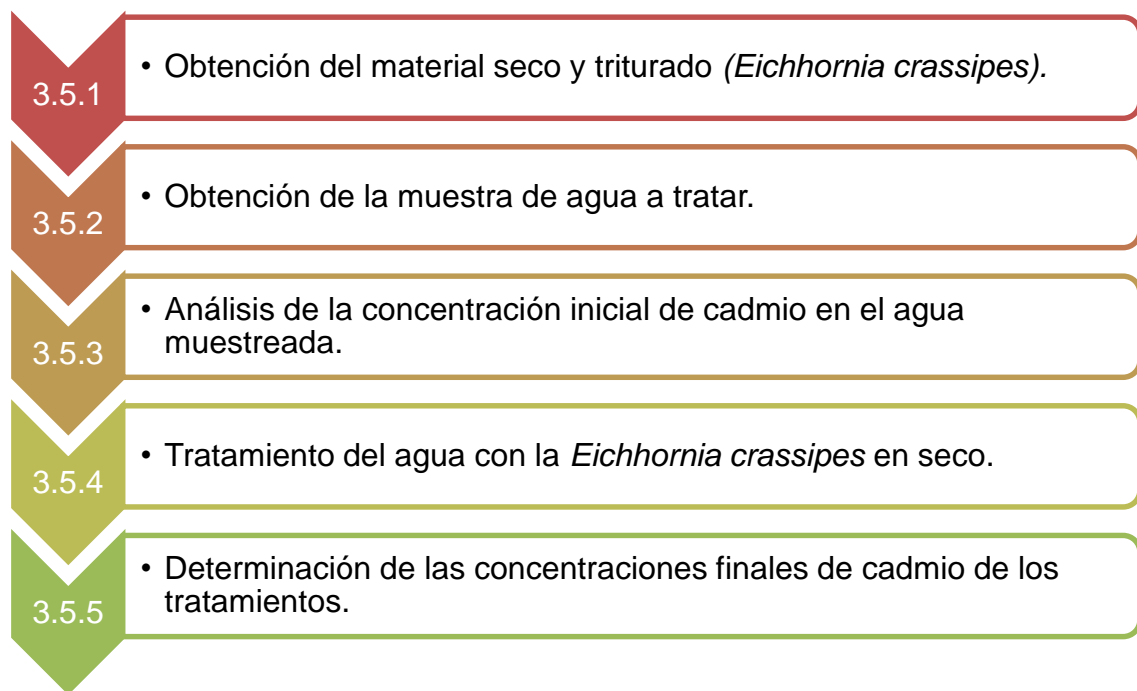 3.5.1
• Obtención del material seco y triturado (Eichhornia crassipes).
3.5.2
• Obtención de la muestra de agua a tratar.
3.5.3
• Análisis de la concentración inicial de cadmio en el agua
muestreada.
3.5.4
• Tratamiento del agua con la Eichhornia crassipes en seco.
3.5.5
• Determinación de las concentraciones finales de cadmio de los
tratamientos.